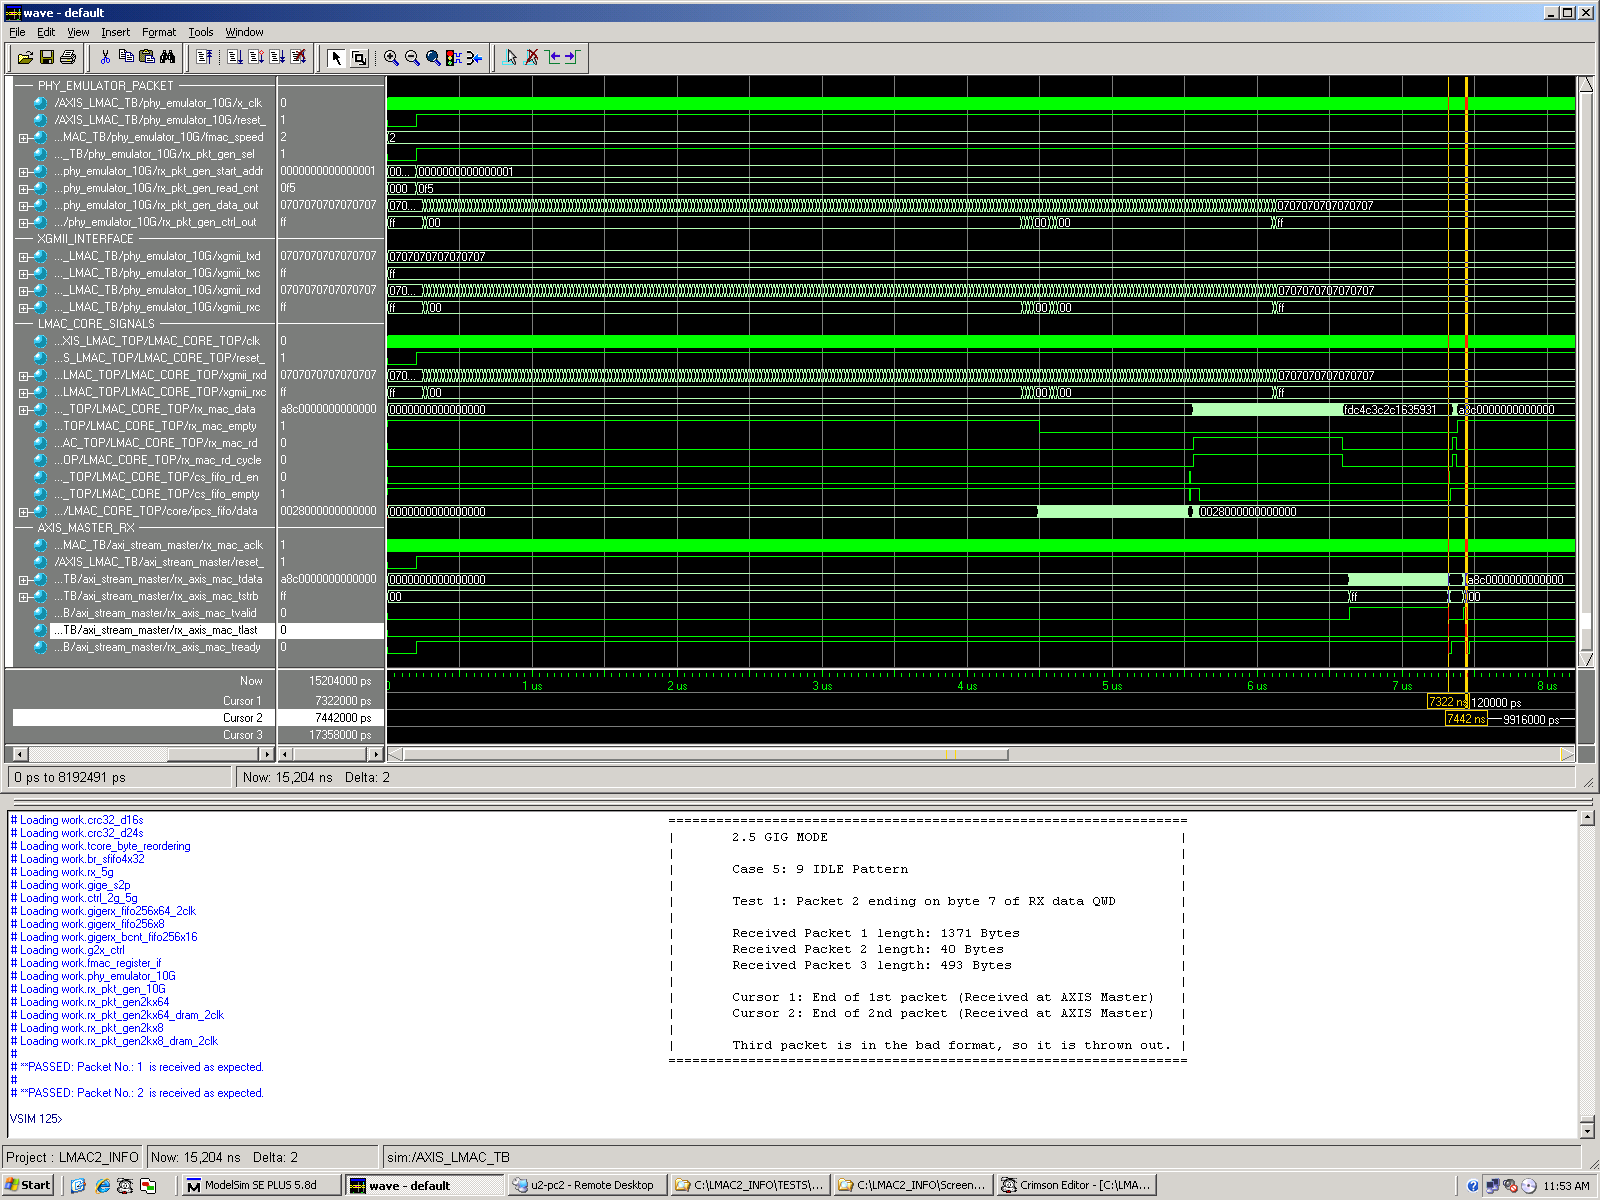 wave - default
File Edit View Insert Format Tools Window
PHY_EMULATOR_PACKET
/AXIS_LMAC_TB/phy_emulator_10G/x_clk 0
/AXIS_LMAC_TB/phy_emulator_10G/reset_ 1
...MAC_TB/phy_emulator_10G/fmac_speed 2 2
..._TB/phy_emulator_10G/rx_pkt_gen_sel 1
...phy_emulator_10G/rx_pkt_gen_start_addr 0000000000000001 00... 0000000000000001
...phy_emulator_10G/rx_pkt_gen_read_cnt 0f5 000 0f5
...phy_emulator_10G/rx_pkt_gen_data_out 0707070707070707 070... 0707070707070707
.../phy_emulator_10G/rx_pkt_gen_ctrl_out ff ff 00 00 00 ff
XGMII_INTERFACE
..._LMAC_TB/phy_emulator_10G/xgmii_txd 0707070707070707 0707070707070707
..._LMAC_TB/phy_emulator_10G/xgmii_txc ff ff
..._LMAC_TB/phy_emulator_10G/xgmii_rxd 0707070707070707 070... 0707070707070707
..._LMAC_TB/phy_emulator_10G/xgmii_rxc ff ff 00 00 00 ff
LMAC_CORE_SIGNALS
...XIS_LMAC_TOP/LMAC_CORE_TOP/clk 0
...S_LMAC_TOP/LMAC_CORE_TOP/reset_ 1
...LMAC_TOP/LMAC_CORE_TOP/xgmii_rxd 0707070707070707 070... 0707070707070707
...LMAC_TOP/LMAC_CORE_TOP/xgmii_rxc ff ff 00 00 00 ff
..._TOP/LMAC_CORE_TOP/rx_mac_data a8c0000000000000 0000000000000000 fdc4c3c2c1635931 a8c0000000000000
...TOP/LMAC_CORE_TOP/rx_mac_empty 1
...AC_TOP/LMAC_CORE_TOP/rx_mac_rd 0
...OP/LMAC_CORE_TOP/rx_mac_rd_cycle 0
..._TOP/LMAC_CORE_TOP/cs_fifo_rd_en 0
..._TOP/LMAC_CORE_TOP/cs_fifo_empty 1
.../LMAC_CORE_TOP/core/ipcs_fifo/data 0028000000000000 0000000000000000 0028000000000000
AXIS_MASTER_RX
...MAC_TB/axi_stream_master/rx_mac_aclk 1
/AXIS_LMAC_TB/axi_stream_master/reset_ 1
...TB/axi_stream_master/rx_axis_mac_tdata a8c0000000000000 0000000000000000 a8c0000000000000
...TB/axi_stream_master/rx_axis_mac_tstrb ff 00 ff 00
...B/axi_stream_master/rx_axis_mac_tvalid 0
...TB/axi_stream_master/rx_axis_mac_tlast 0
...B/axi_stream_master/rx_axis_mac_tready 0
Now 15204000 ps 0 1 us 2 us 3 us 4 us 5 us 6 us 7 us 8 us
Cursor 1 7322000 ps 7322 ns 120000 ps
Cursor 2 7442000 ps 7442 ns 9916000 ps
Cursor 3 17358000 ps
0 ps to 8192491 ps Now: 15,204 ns Delta: 2
# Loading work.crc32_d16s
# Loading work.crc32_d24s
# Loading work.tcore_byte_reordering
# Loading work.br_sfifo4x32
# Loading work.rx_5g
# Loading work.gige_s2p
# Loading work.ctrl_2g_5g
# Loading work.gigerx_fifo256x64_2clk
# Loading work.gigerx_fifo256x8
# Loading work.gigerx_bcnt_fifo256x16
# Loading work.g2x_ctrl
# Loading work.fmac_register_if
# Loading work.phy_emulator_10G
# Loading work.rx_pkt_gen_10G
# Loading work.rx_pkt_gen2kx64
# Loading work.rx_pkt_gen2kx64_dram_2clk
# Loading work.rx_pkt_gen2kx8
# Loading work.rx_pkt_gen2kx8_dram_2clk
#
# **PASSED: Packet No.: 1 is received as expected.
#
# **PASSED: Packet No.: 2 is received as expected.
VSIM 125>
=================================================================
| 2.5 GIG MODE |
| |
| Case 5: 9 IDLE Pattern |
| |
| Test 1: Packet 2 ending on byte 7 of RX data QWD |
| |
| Received Packet 1 length: 1371 Bytes |
| Received Packet 2 length: 40 Bytes |
| Received Packet 3 length: 493 Bytes |
| |
| Cursor 1: End of 1st packet (Received at AXIS Master) |
| Cursor 2: End of 2nd packet (Received at AXIS Master) |
| |
| Third packet is in the bad format, so it is thrown out. |
=================================================================
Project : LMAC2_INFO Now: 15,204 ns Delta: 2 sim:/AXIS_LMAC_TB
Start ModelSim SE PLUS 5.8d wave - default u2-pc2 - Remote Desktop C:\LMAC2_INFO\TESTS\... C:\LMAC2_INFO\Screen... Crimson Editor - [C:\LMA... 11:53 AM